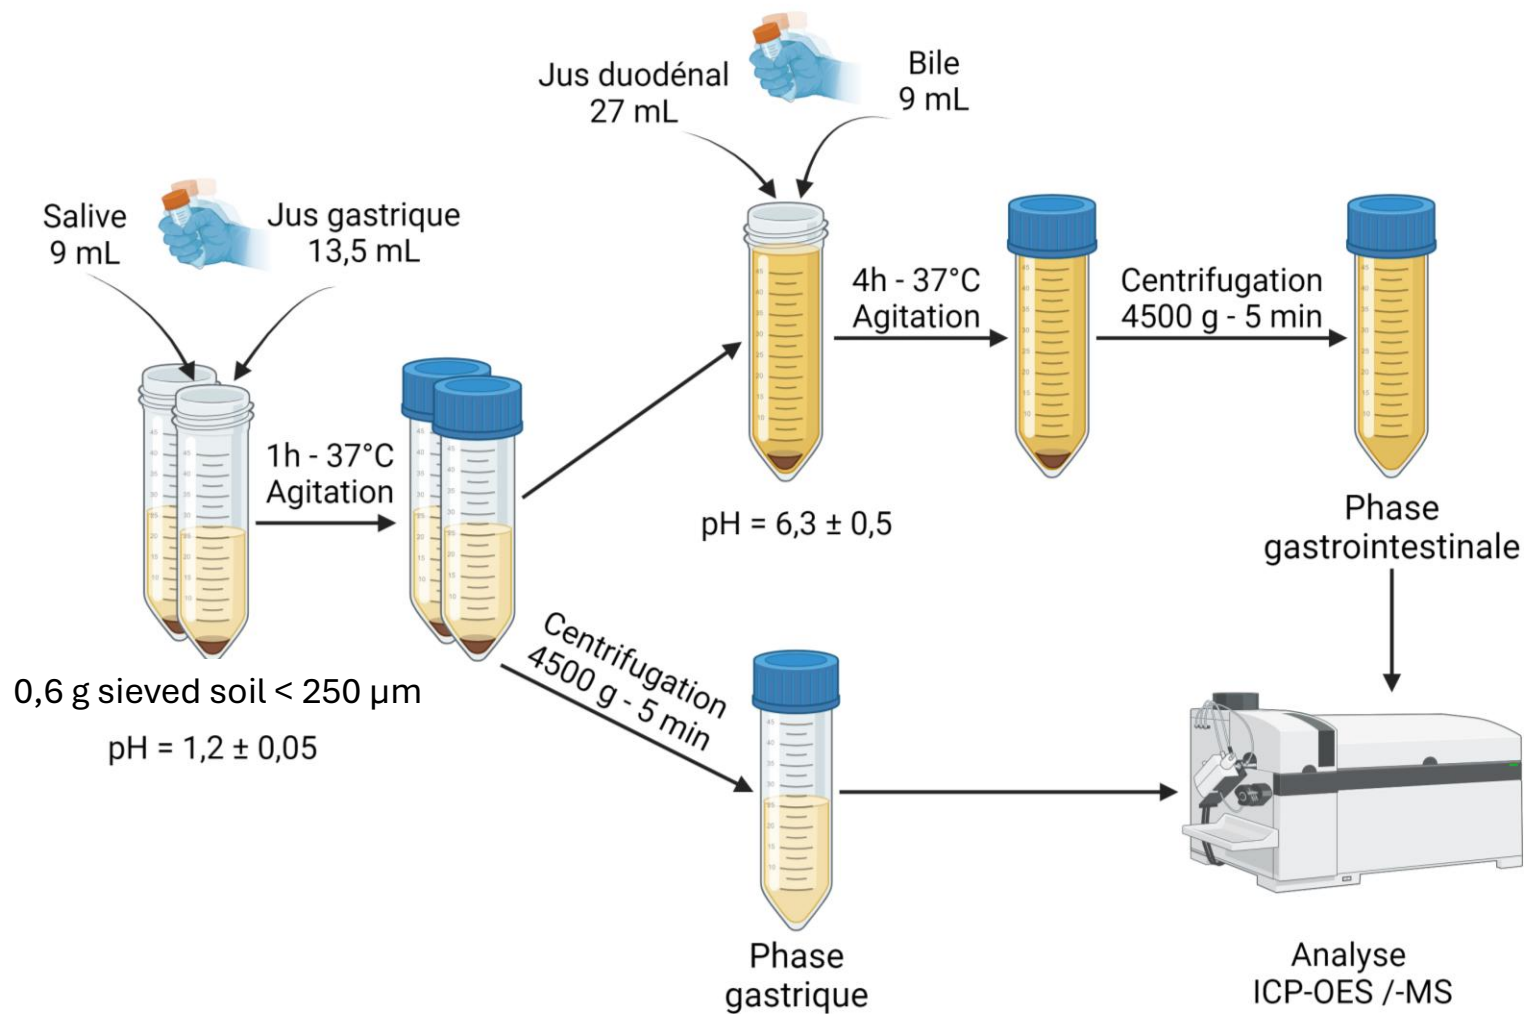 Jus duodénal
27 mL
Bile
9 mL
Salive
9 mL
Jus gastrique
13,5 mL
4h - 37°C
Agitation
Centrifugation
4500 g - 5 min
1h - 37°C
Agitation
pH = 6,3 ± 0,5
Phase
gastrointestinale
Centrifugation
4500 g - 5 min
0,6 g sieved soil < 250 µm
pH = 1,2 ± 0,05
Phase
gastrique
Analyse
ICP-OES /-MS